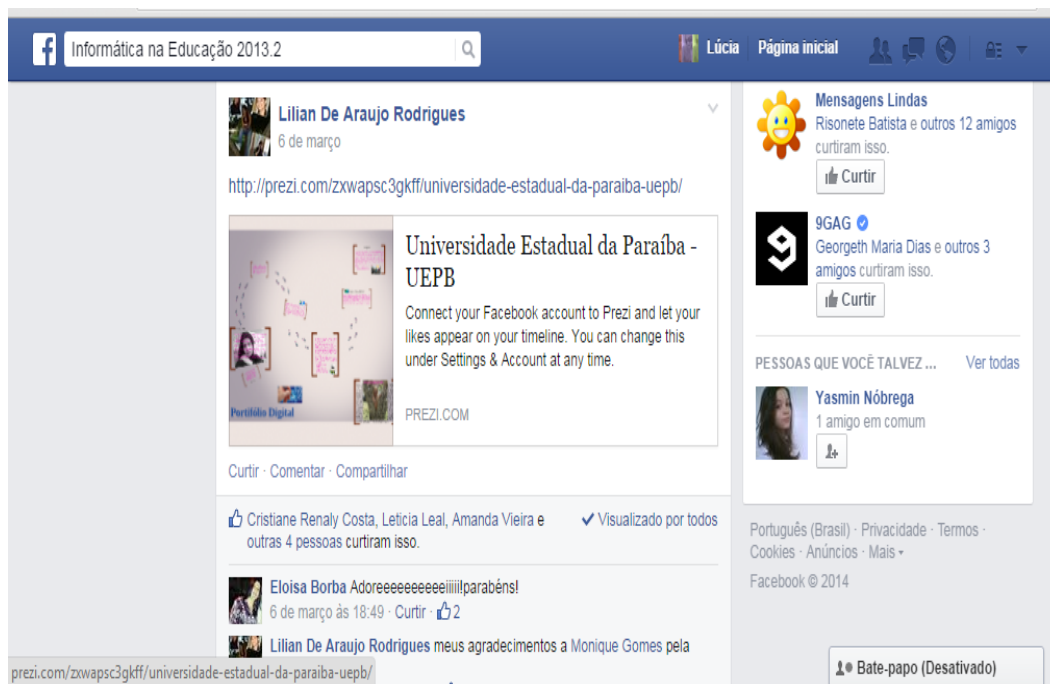 Informática na Educação 2013.2
Lúcia
Página inicial
Lilian De Araujo Rodrigues
6 de março
http://prezi.com/zxwapsc3gkff/universidade-estadual-da-paraiba-uepb/
Portifólio Digital
Universidade Estadual da Paraíba -
UEPB
Connect your Facebook account to Prezi and let your
likes appear on your timeline. You can change this
under Settings & Account at any time.
PREZI.COM
Curtir · Comentar · Compartilhar
Cristiane Renaly Costa, Leticia Leal, Amanda Vieira e
outras 4 pessoas curtiram isso.
Visualizado por todos
Eloisa Borba Adoreeeeeeeeeeiiiii!parabéns!
6 de março às 18:49 · Curtir · 2
Lilian De Araujo Rodrigues meus agradecimentos a Monique Gomes pela
prezi.com/zxwapsc3gkff/universidade-estadual-da-paraiba-uepb/
Mensagens Lindas
Risonete Batista e outros 12 amigos
curtiram isso.
Curtir
9GAG
Georgeth Maria Dias e outros 3
amigos curtiram isso.
Curtir
PESSOAS QUE VOCÊ TALVEZ ...
Ver todas
Yasmin Nóbrega
1 amigo em comum
Português (Brasil) · Privacidade · Termos ·
Cookies · Anúncios · Mais
Facebook © 2014
Bate-papo (Desativado)